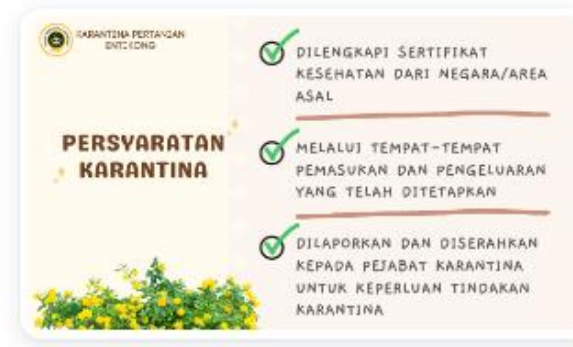 KARANTINA PERTANIAN
ENTIKONG
PERSYARATAN
KARANTINA
DILENGKAPI SERTIFIKAT
KESEHATAN DARI NEGARA/AREA
ASAL
MELALUI TEMPAT-TEMPAT
PEMASUKAN DAN PENGELUARAN
YANG TELAH DITETAPKAN
DILAPORKAN DAN DISERAHKAN
KEPADA PEJABAT KARANTINA
UNTUK KEPERLUAN TINDAKAN
KARANTINA